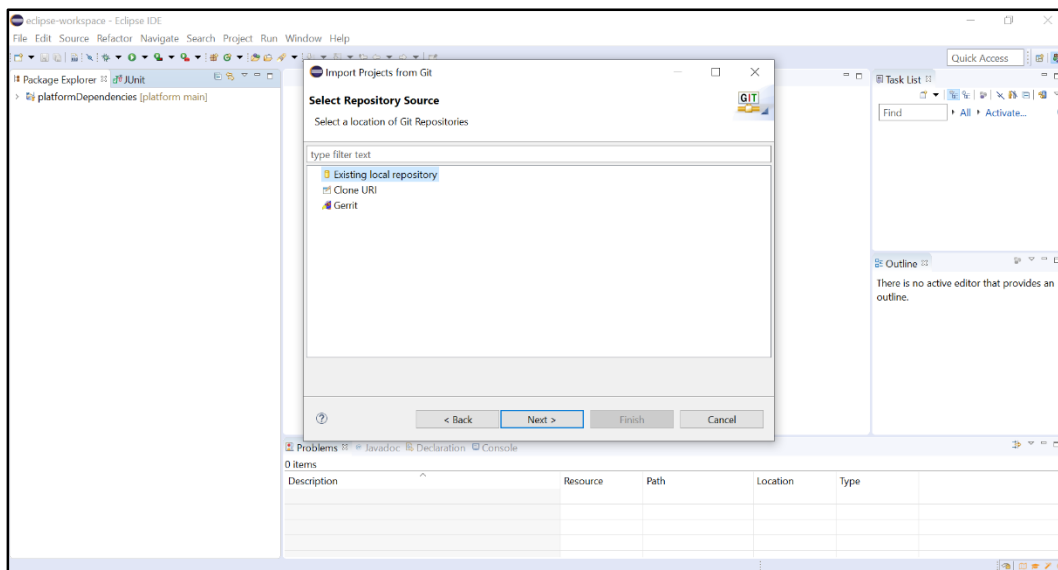 eclipse-workspace - Eclipse IDE
File Edit Source Refactor Navigate Search Project Run Window Help
Quick Access
Package Explorer JUnit
platformDependencies [platform main]
Import Projects from Git
Select Repository Source
GIT
Select a location of Git Repositories
type filter text
Existing local repository
Clone URI
Gerrit
< Back Next > Finish Cancel
Task List
Find All Activate...
Outline
There is no active editor that provides an
outline.
Problems Javadoc Declaration Console
0 items
Description Resource Path Location Type